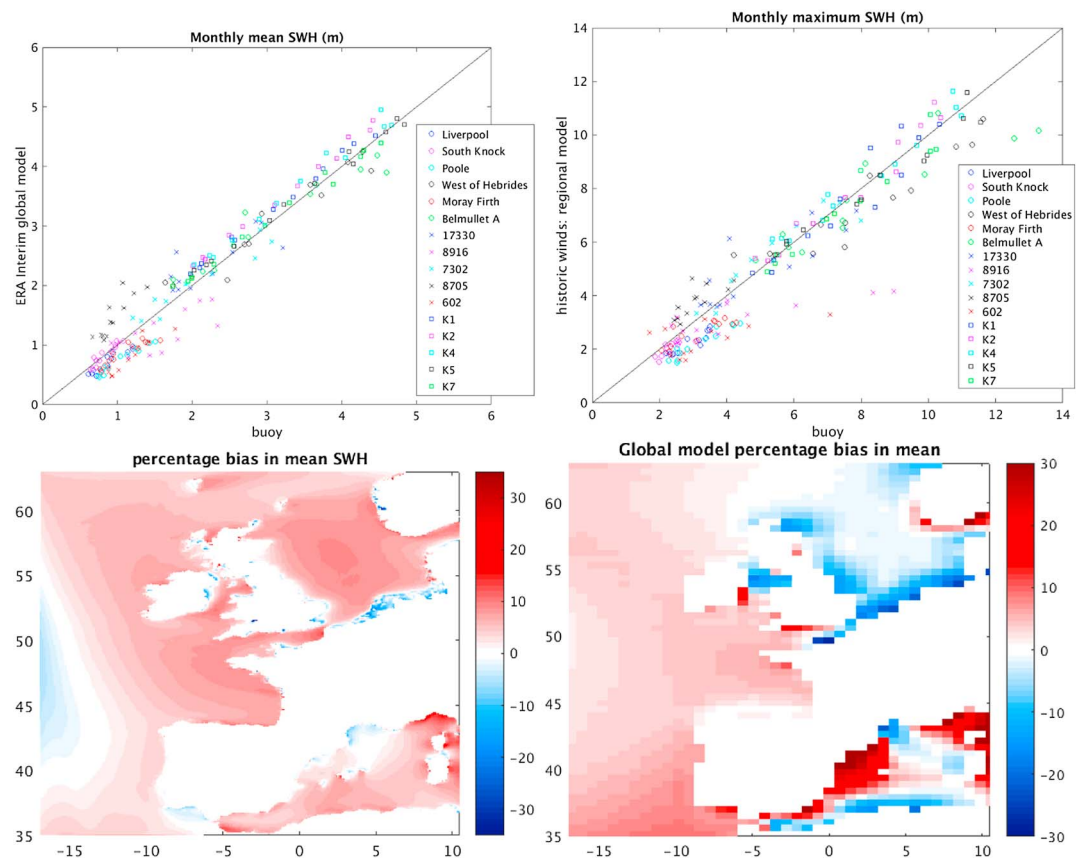 Monthly mean SWH (m)
6
5
4
3
2
1
0
ERA Interim global model
0
1
2
3
4
5
6
buoy
Liverpool
South Knock
Poole
West of Hebrides
Moray Firth
Belmullet A
17330
8916
7302
8705
602
K1
K2
K4
K5
K7
Monthly maximum SWH (m)
14
12
10
8
6
4
2
0
historic winds: regional model
0
2
4
6
8
10
12
14
buoy
Liverpool
South Knock
Poole
West of Hebrides
Moray Firth
Belmullet A
17330
8916
7302
8705
602
K1
K2
K4
K5
K7
percentage bias in mean SWH
60
55
50
45
40
35
-15
-10
-5
0
5
10
30
20
10
0
-10
-20
-30
Global model percentage bias in mean
60
55
50
45
40
35
-15
-10
-5
0
5
10
30
20
10
0
-10
-20
-30